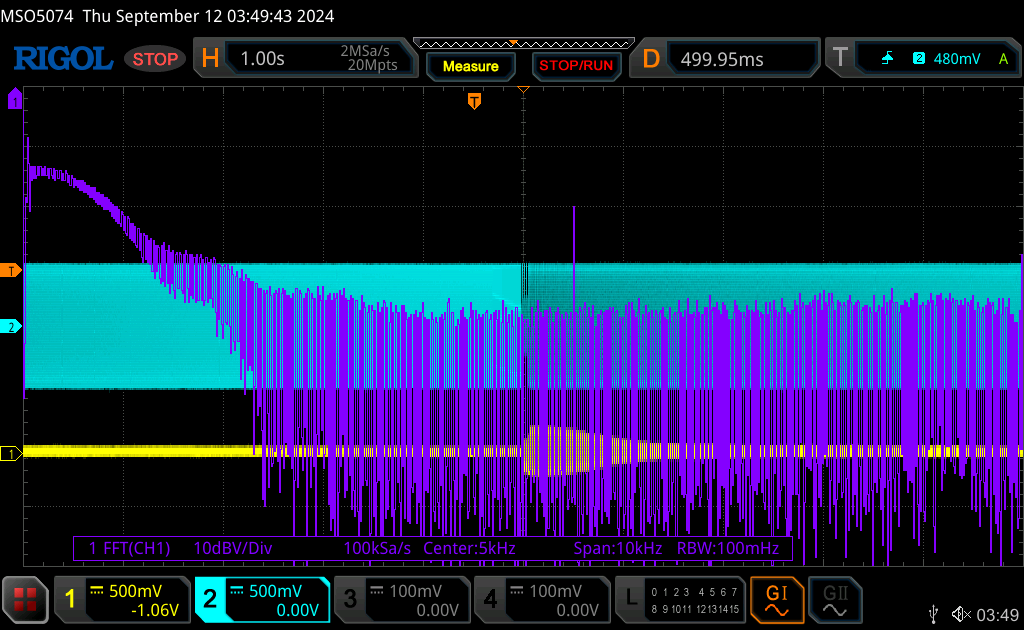 MSO5074 Thu September 12 03:49:43 2024
RIGOL STOP H 1.00s 2MSa/s 20Mpts Measure STOP/RUN D 499.95ms T 2 480mV A
1
T
T
2
1
1 FFT(CH1) 10dBV/Div 100kSa/s Center:5kHz Span:10kHz RBW:100mHz
1 500mV -1.06V 2 500mV 0.00V 3 100mV 0.00V 4 100mV 0.00V L 0 1 2 3 4 5 6 7 GI GII
8 9 10 11 12 13 14 15
03:49